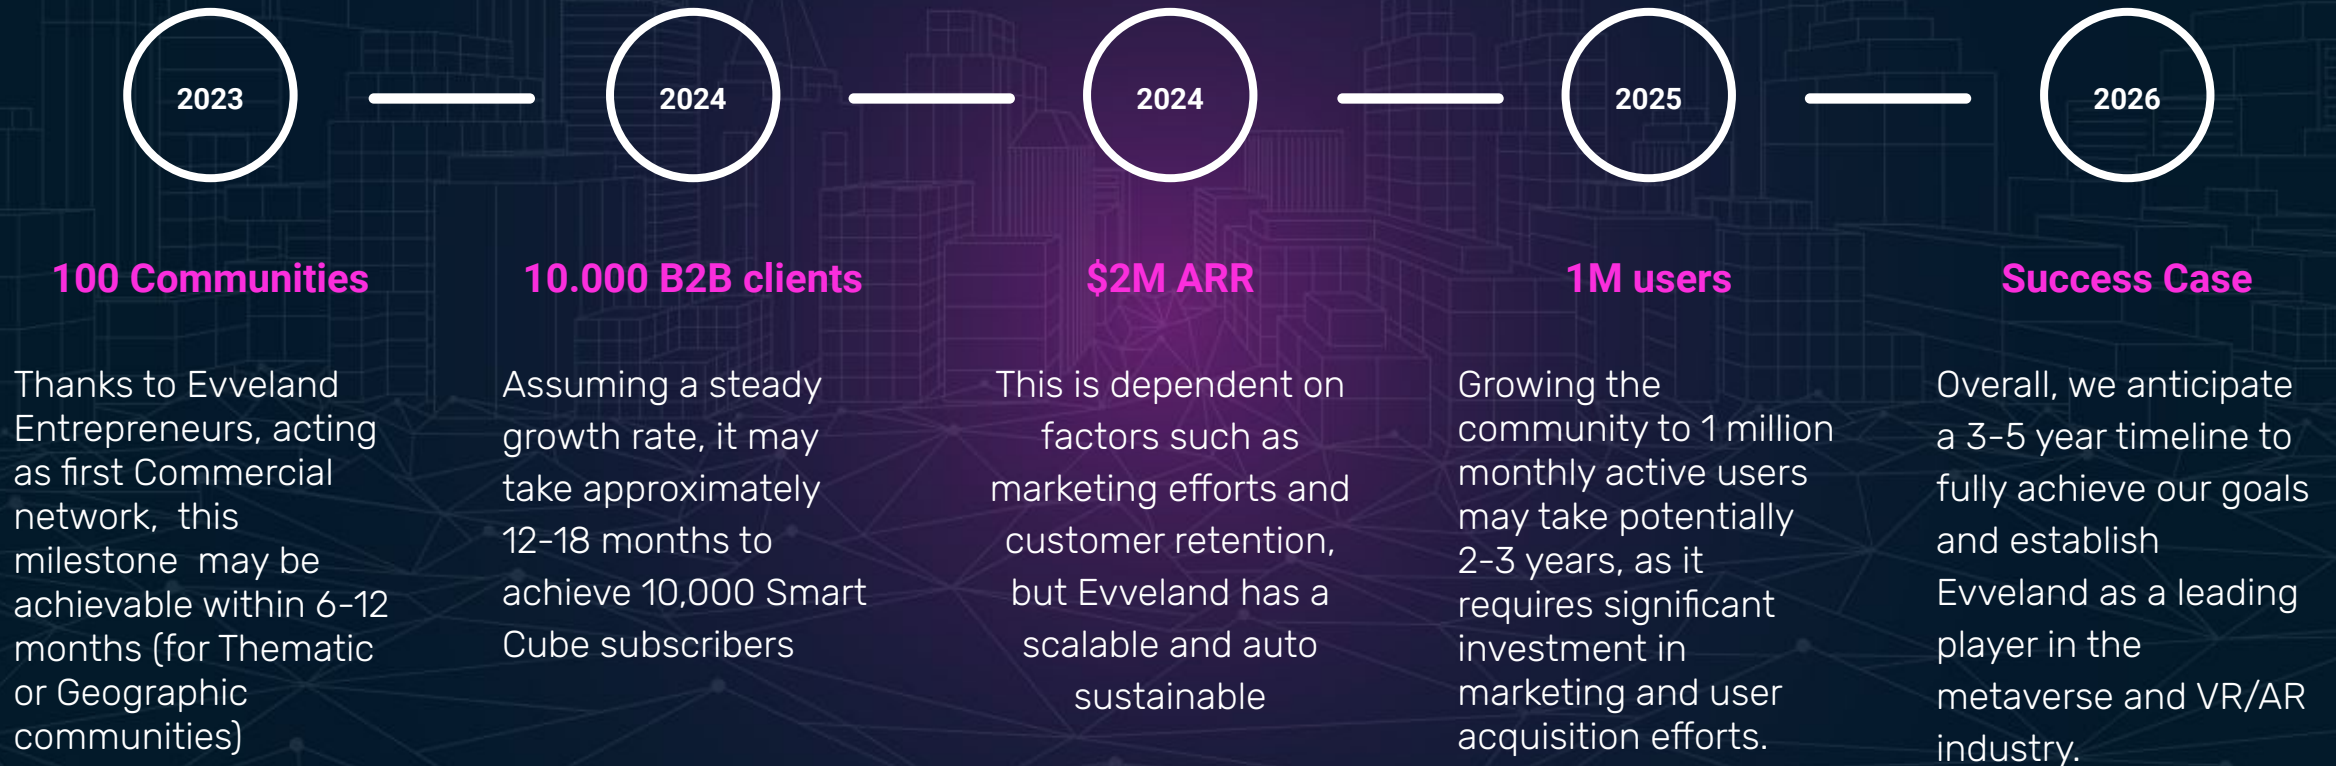 2023
100 Communities
Thanks to Evveland
Entrepreneurs, acting
as first Commercial
network, this
milestone may be
achievable within 6-12
months (for Thematic
or Geographic
communities)
2024
10.000 B2B clients
Assuming a steady
growth rate, it may
take approximately
12-18 months to
achieve 10,000 Smart
Cube subscribers
2024
$2M ARR
This is dependent on
factors such as
marketing efforts and
customer retention,
but Evveland has a
scalable and auto
sustainable
2025
1M users
Growing the
community to 1 million
monthly active users
may take potentially
2-3 years, as it
requires significant
investment in
marketing and user
acquisition efforts.
2026
Success Case
Overall, we anticipate
a 3-5 year timeline to
fully achieve our goals
and establish
Evveland as a leading
player in the
metaverse and VR/AR
industry.